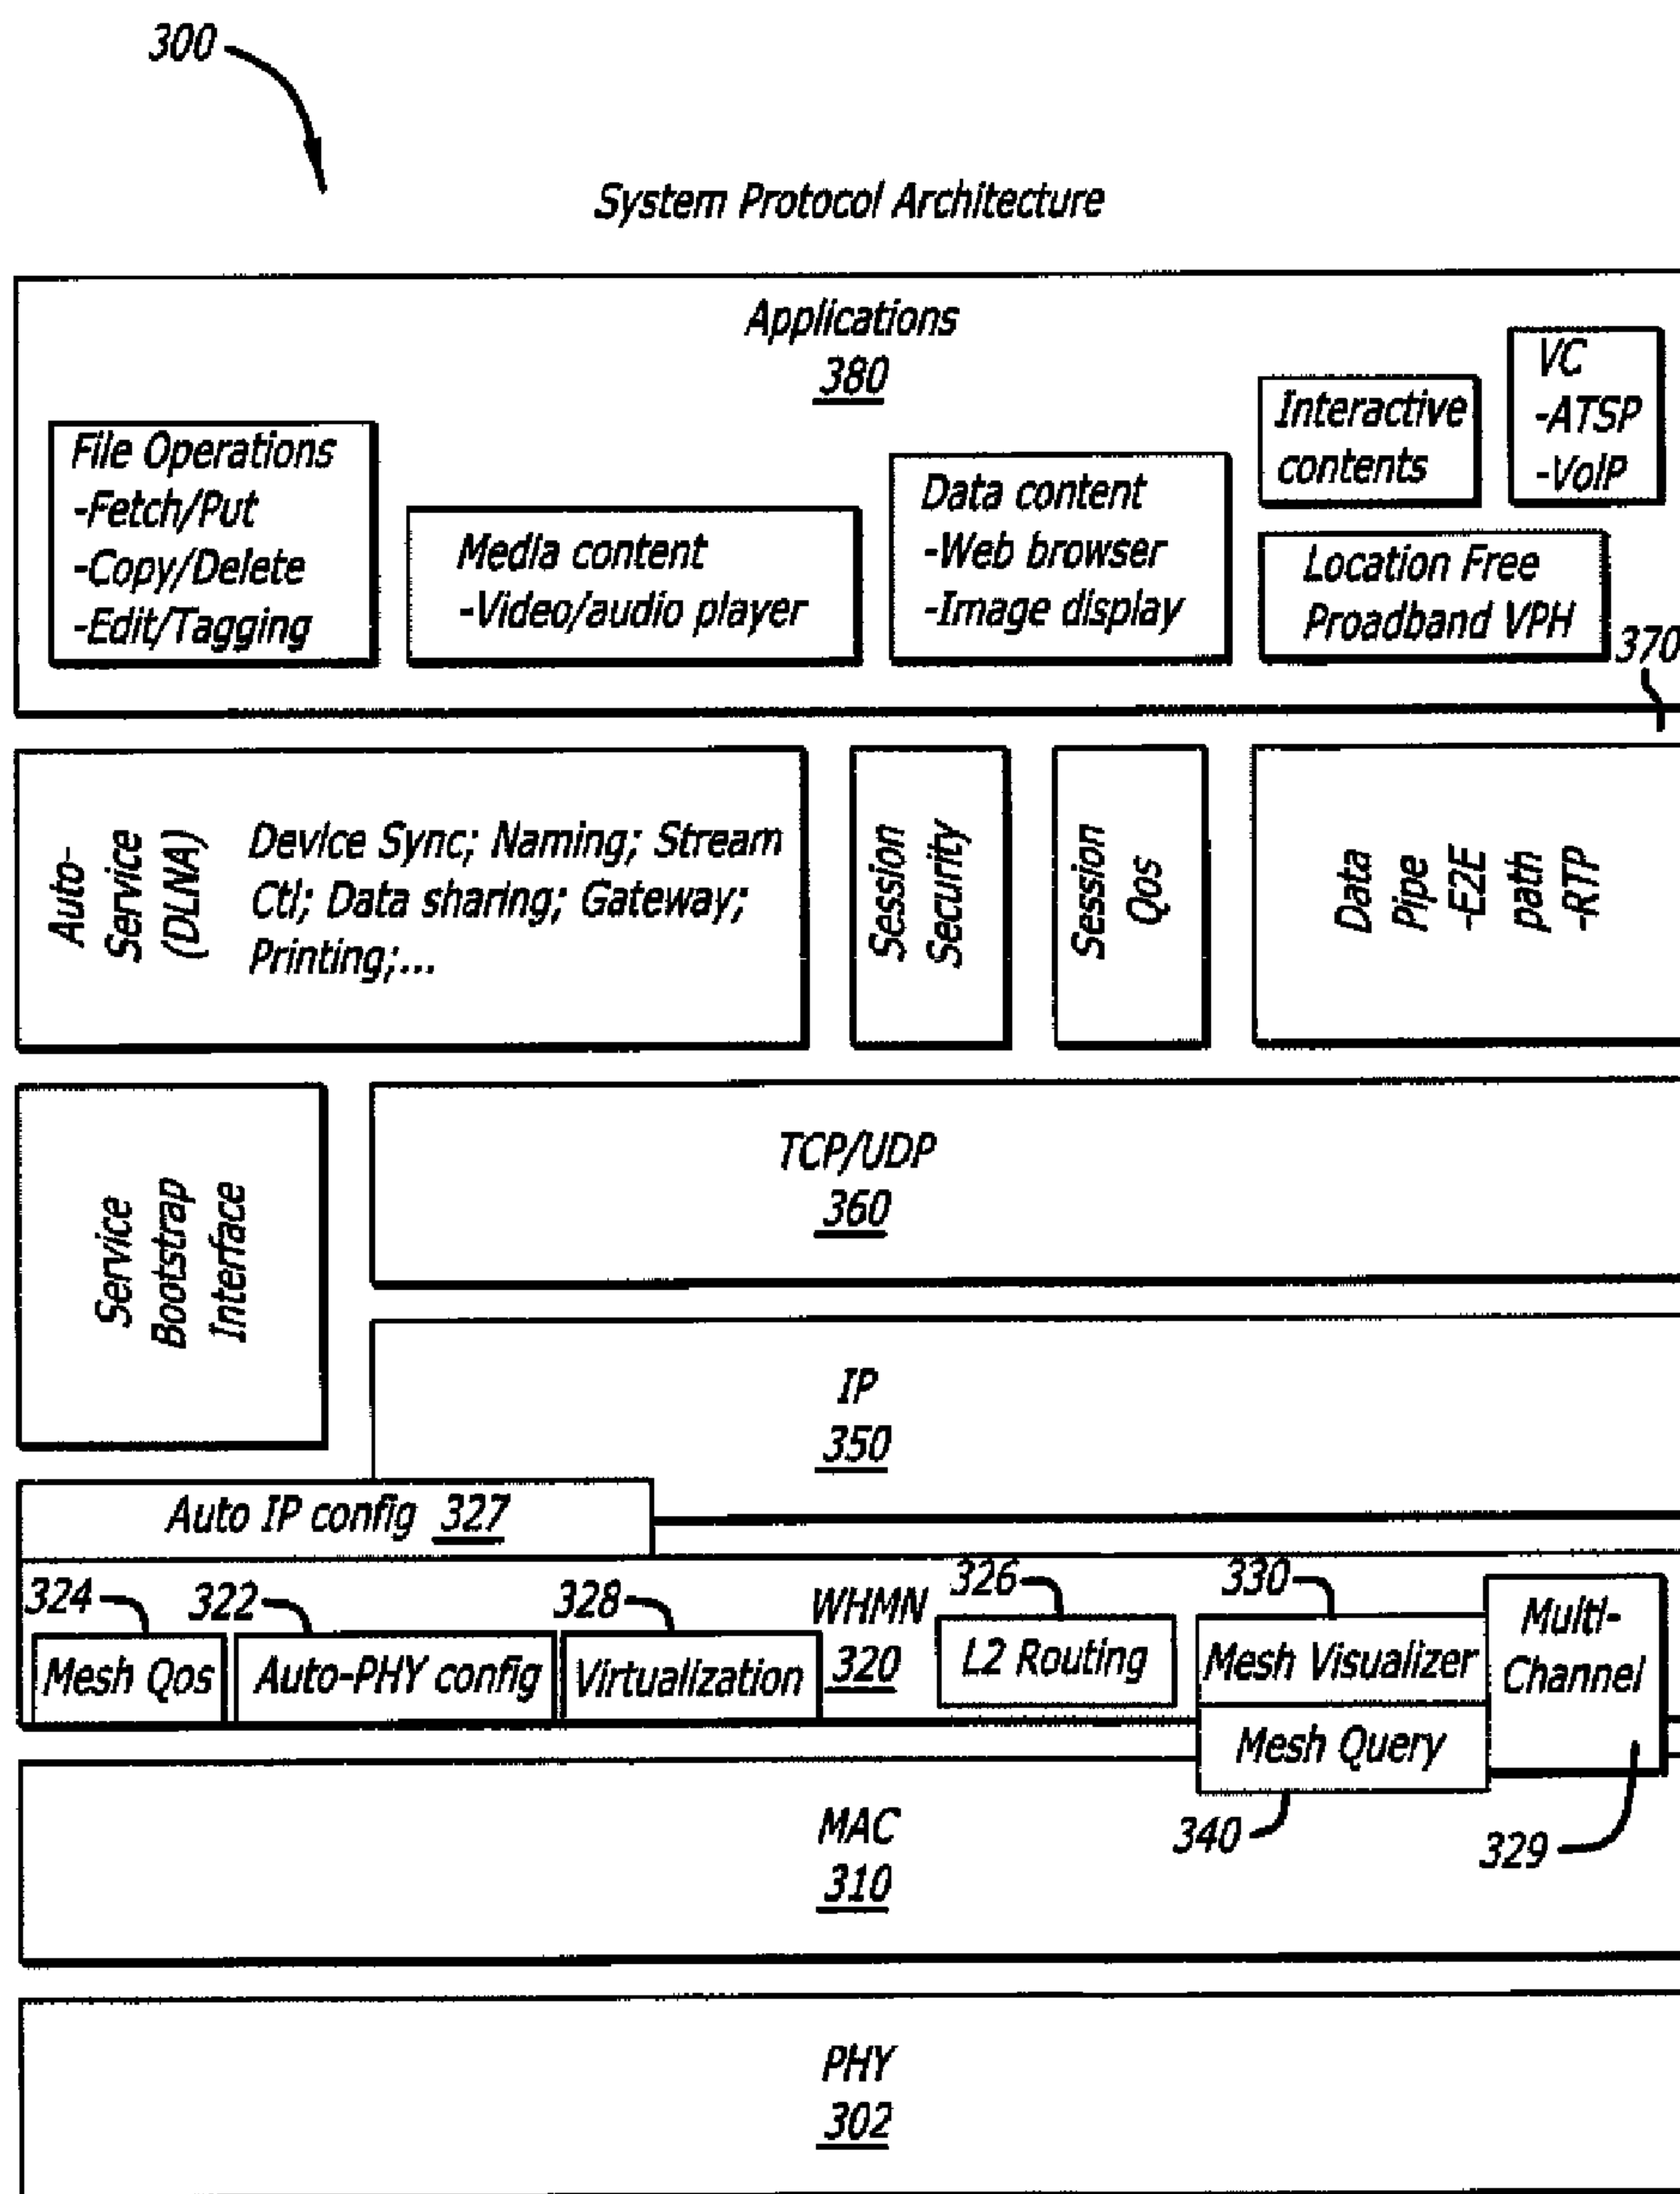 300
System Protocol Architecture
Applications
380
File Operations
-Fetch/Put
-Copy/Delete
-Edit/Tagging
Media content
-Video/audio player
Data content
-Web browser
-Image display
Interactive
contents
VC
-ATSP
-VoIP
Location Free
Proadband VPH
370
Auto-
Service
(DLNA)
Device Sync; Naming; Stream
Ctl; Data sharing; Gateway;
Printing;...
Session
Security
Session
Qos
Data
Pipe
-E2E
path
-RTP
Service
Bootstrap
Interface
TCP/UDP
360
IP
350
Auto IP config 327
324
322
328
WHMN
320
326
330
Mesh Qos
Auto-PHY config
Virtualization
L2 Routing
Mesh Visualizer
Multi-
Channel
Mesh Query
340
329
MAC
310
PHY
302